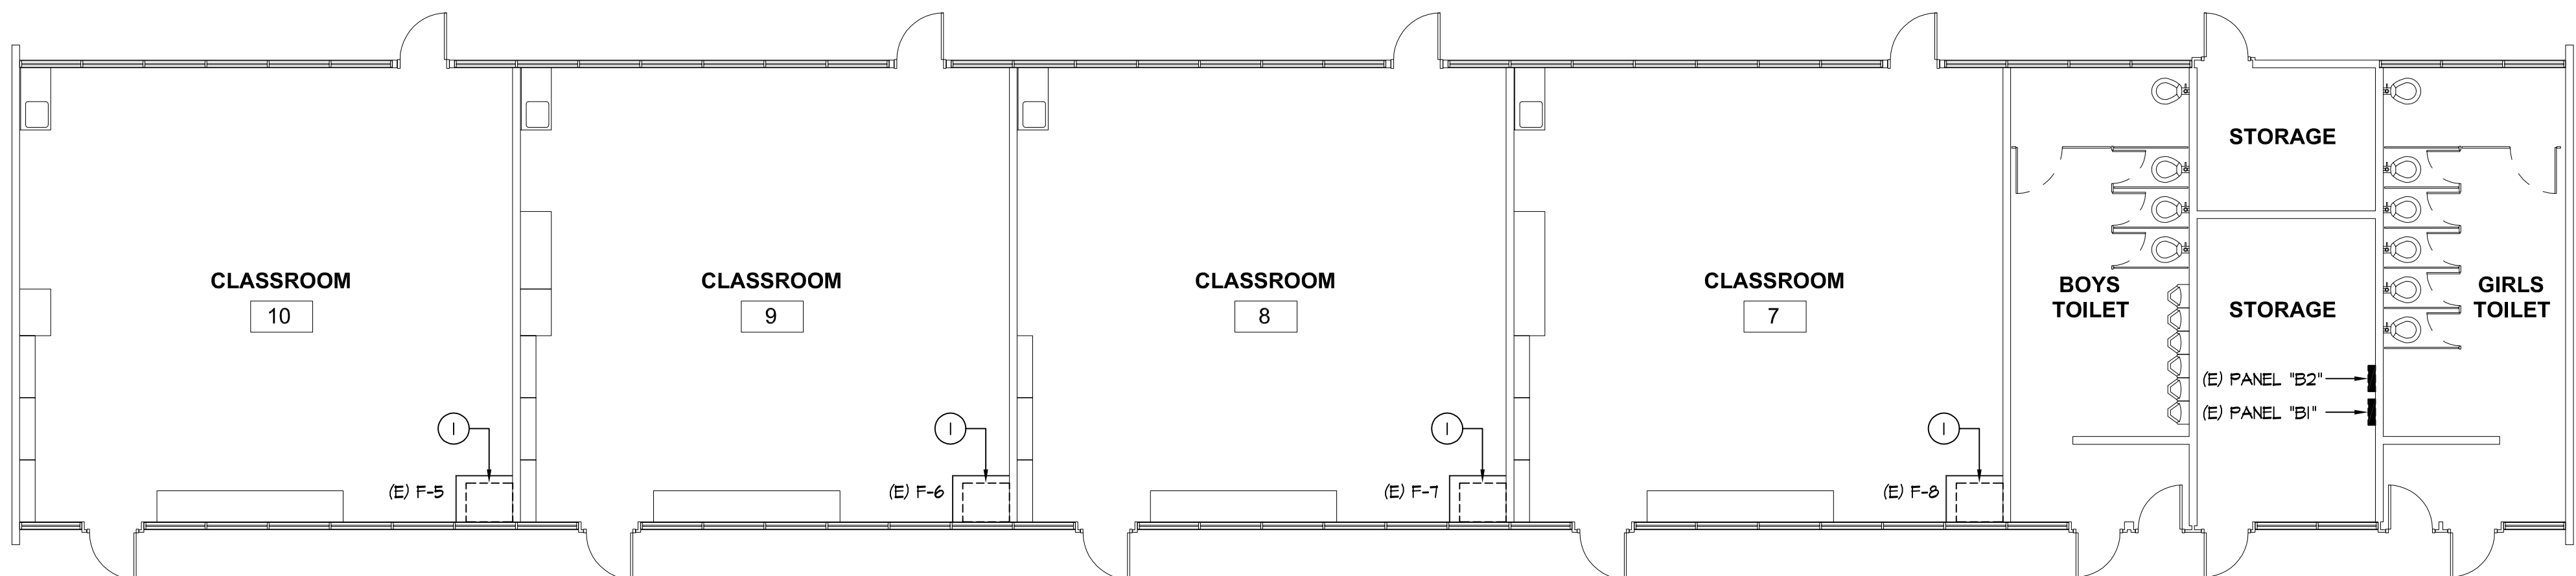 STORAGE
CLASSROOM
10
CLASSROOM
9
CLASSROOM
8
CLASSROOM
7
BOYS
TOILET
STORAGE
GIRLS
TOILET
(E) PANEL "B2"
(E) PANEL "B1"
1
1
1
1
(E) F-5
(E) F-6
(E) F-7
(E) F-8